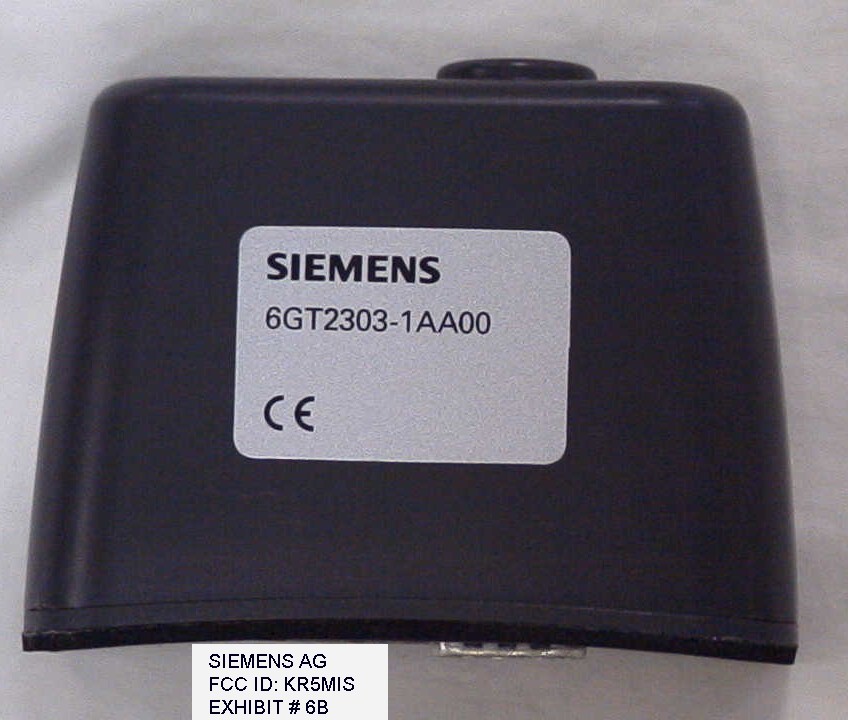 SIEMENS
6GT2303-1AA00
CE
SIEMENS AG
FCC ID: KR5MIS
EXHIBIT # 6B